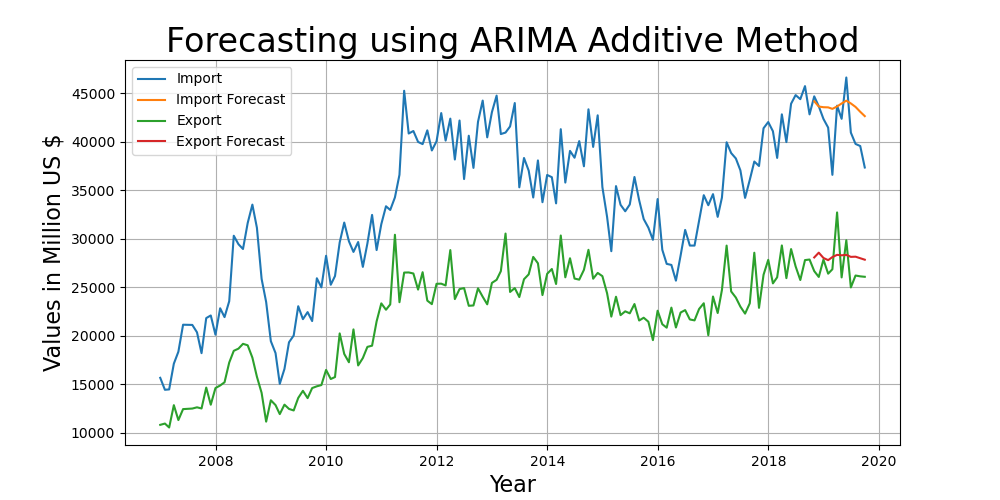 Forecasting using ARIMA Additive Method
Import
Import Forecast
Export
Export Forecast
Values in Million US $
45000
40000
35000
30000
25000
20000
15000
10000
2008 2010 2012 2014 2016 2018 2020
Year